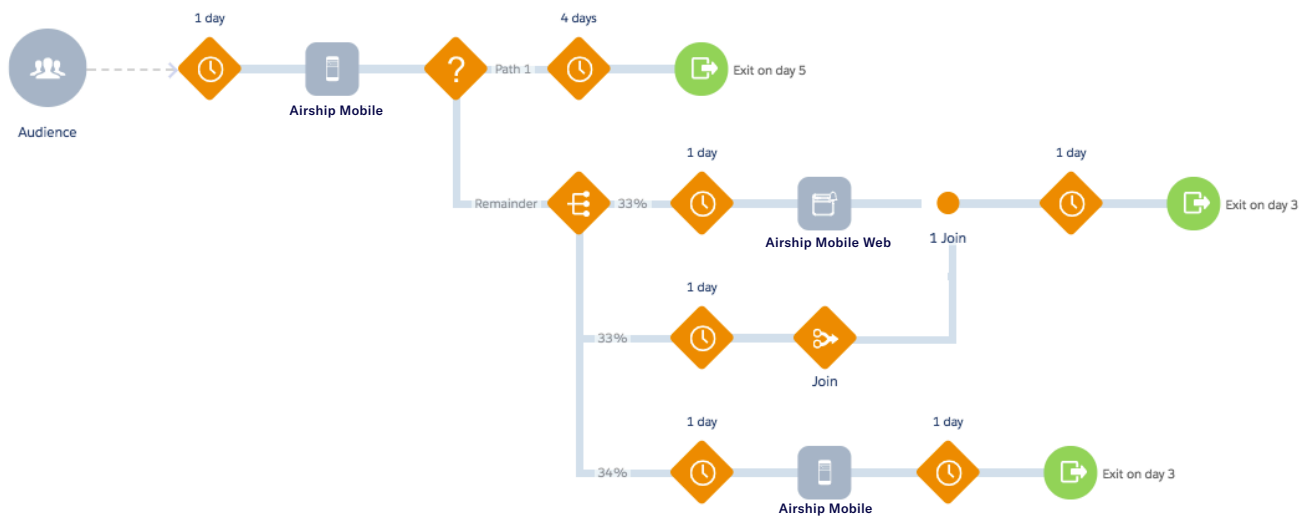 1 day
4 days
Path 1
Exit on day 5
Airship Mobile
Audience
1 day
1 day
Remainder
33%
Exit on day 3
Airship Mobile Web
1 Join
1 day
33%
Join
1 day
1 day
34%
Exit on day 3
Airship Mobile